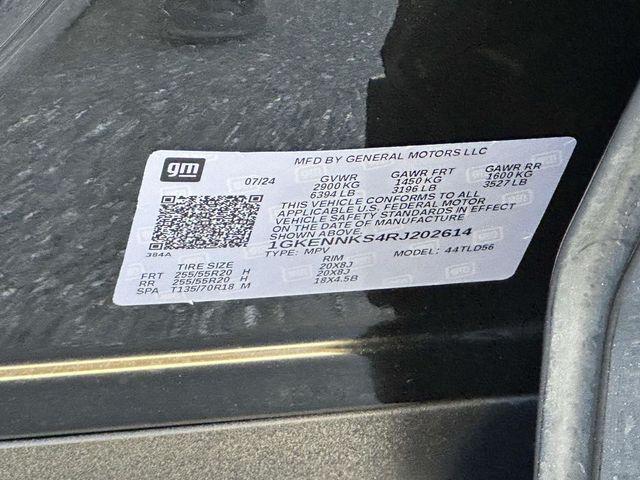 gm
MFD BY GENERAL MOTORS LLC
07/24 GVWR GAWR FRT GAWR RR
2900 KG 1450 KG 1600 KG
6394 LB 3196 LB 3527 LB
THIS VEHICLE CONFORMS TO ALL
APPLICABLE U.S. FEDERAL MOTOR
VEHICLE SAFETY STANDARDS IN EFFECT
ON THE DATE OF MANUFACTURE
SHOWN ABOVE.
384A
1GKENNKS4RJ202614
TYPE: MPV MODEL: 44TLD56
TIRE SIZE RIM
FRT 255/55R20 H 20X8J
RR 255/55R20 H 20X8J
SPA T135/70R18 M 18X4.5B